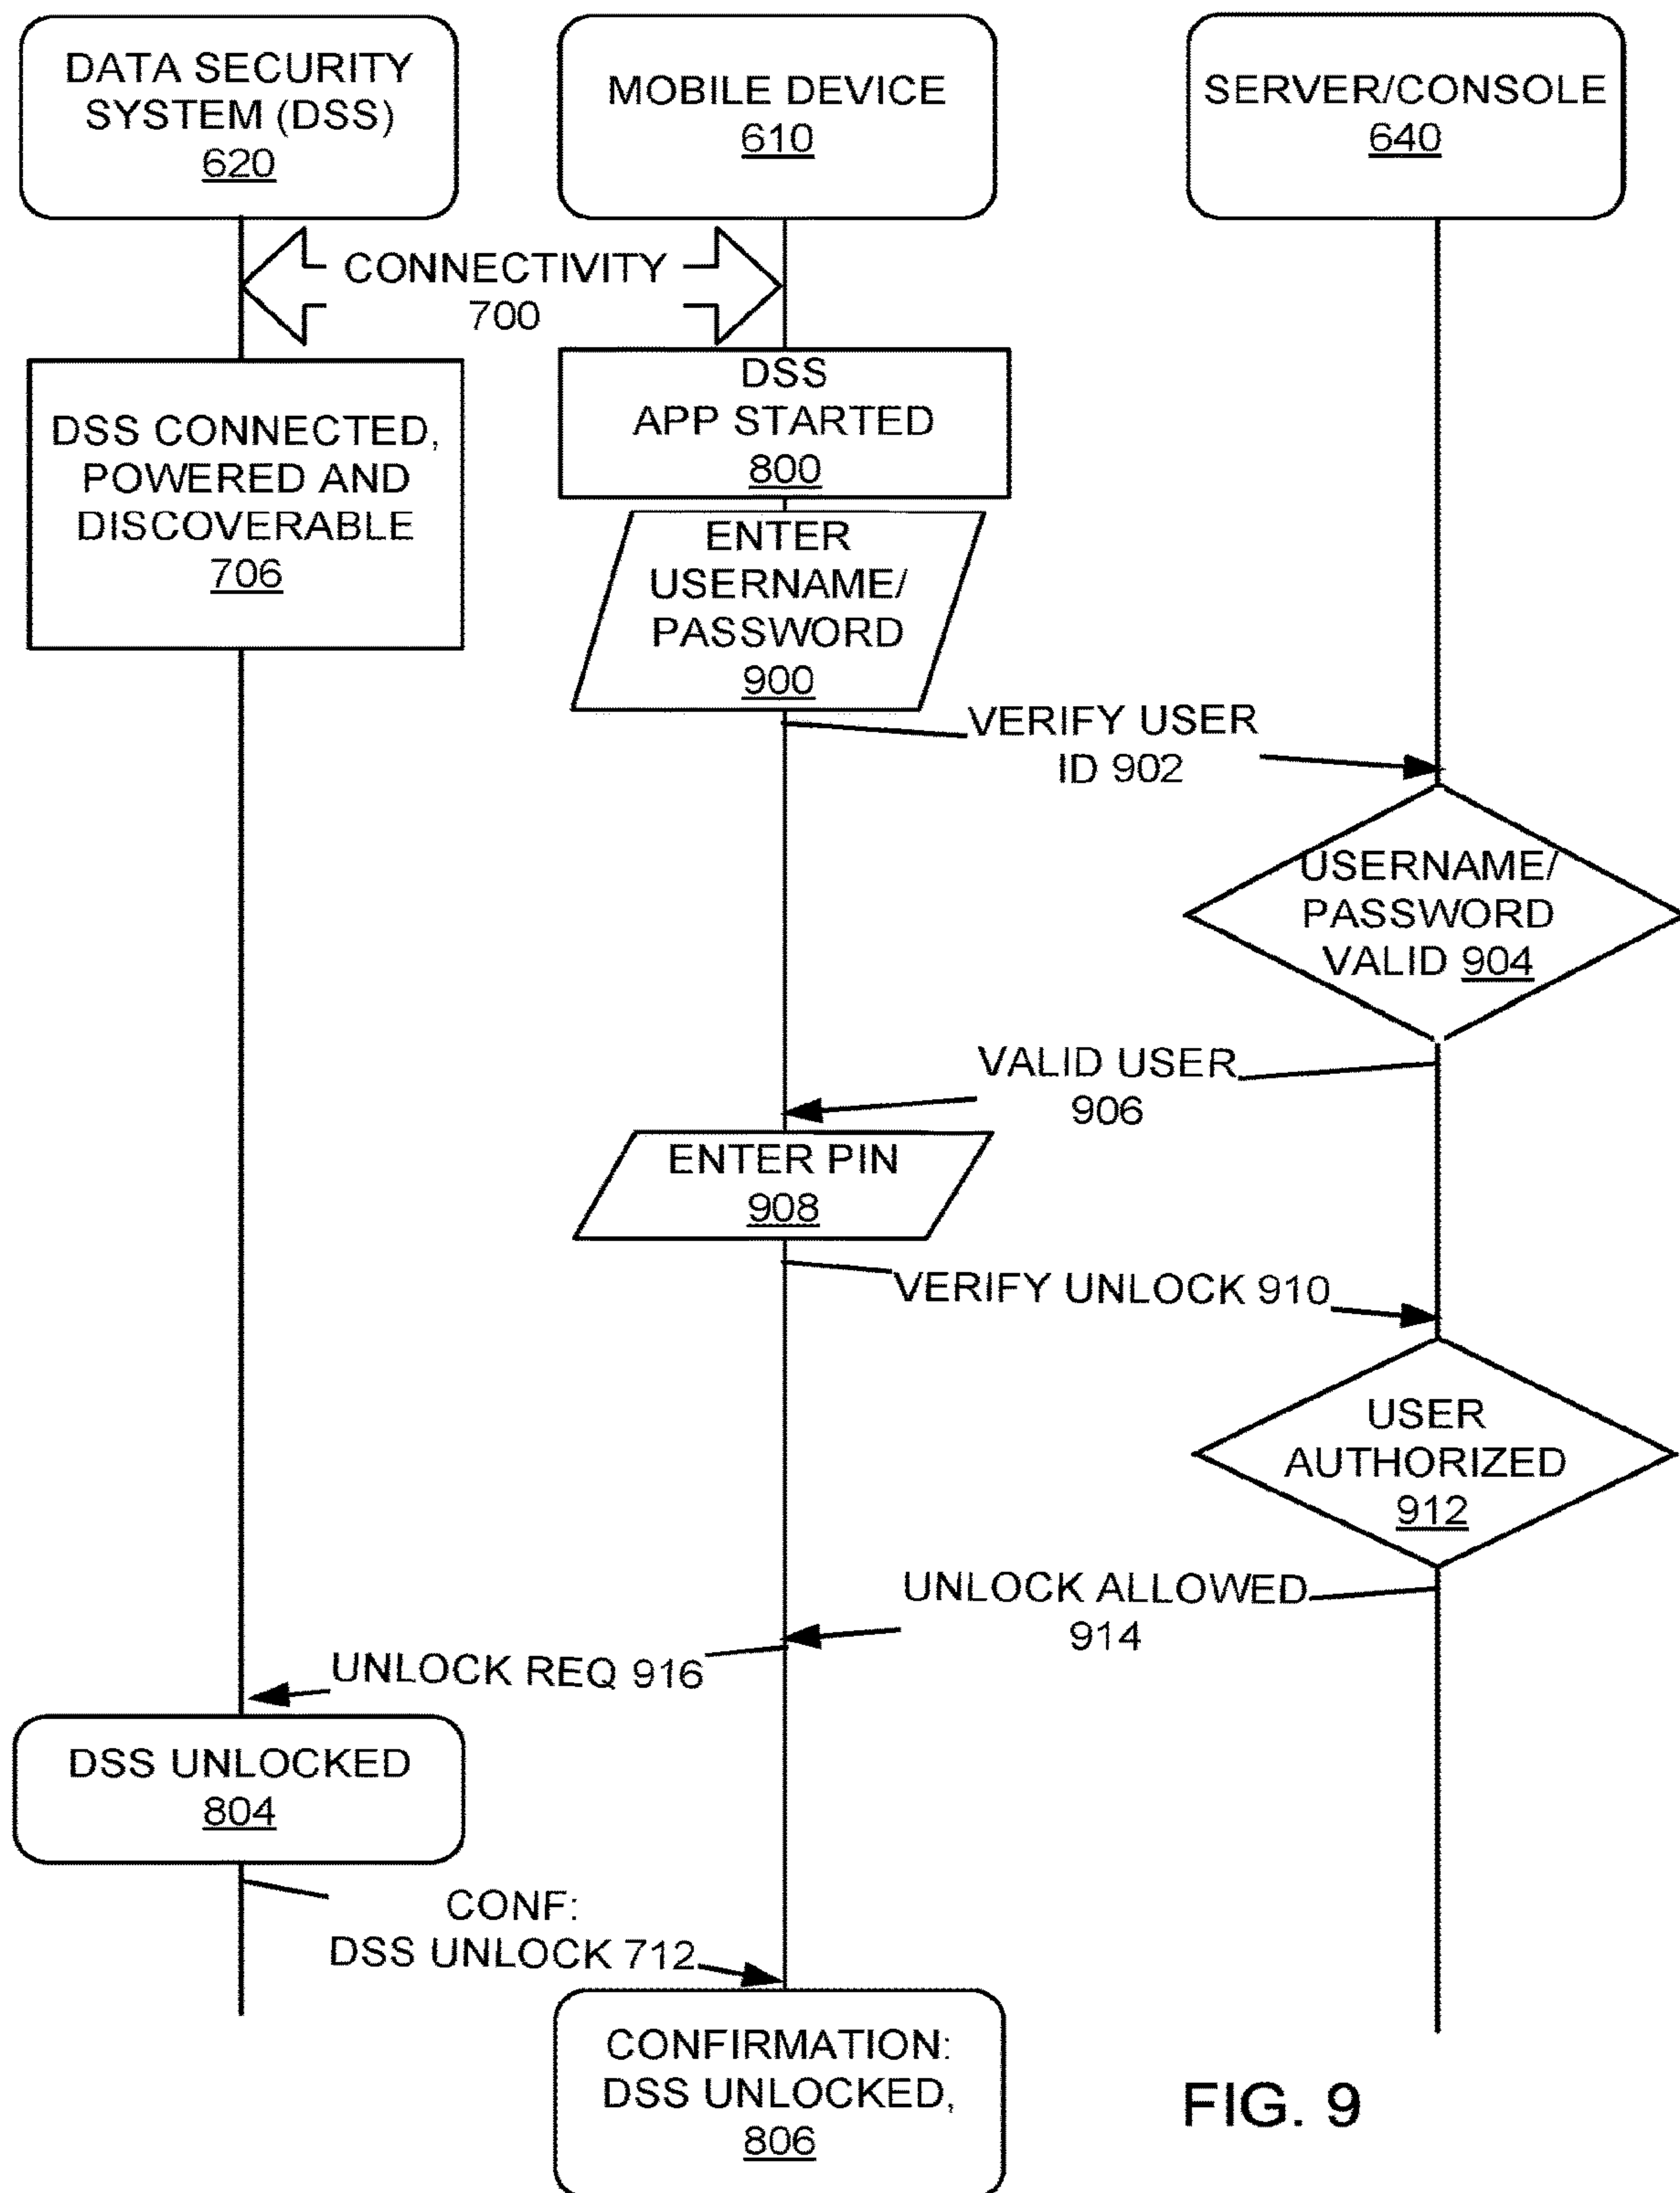 DATA SECURITY
SYSTEM (DSS)
620
MOBILE DEVICE
610
SERVER/CONSOLE
640
CONNECTIVITY
700
DSS CONNECTED,
POWERED AND
DISCOVERABLE
706
DSS
APP STARTED
800
ENTER
USERNAME/
PASSWORD
900
VERIFY USER
ID 902
USERNAME/
PASSWORD
VALID 904
VALID USER
906
ENTER PIN
908
VERIFY UNLOCK 910
USER
AUTHORIZED
912
UNLOCK ALLOWED
914
UNLOCK REQ 916
DSS UNLOCKED
804
CONF:
DSS UNLOCK 712
CONFIRMATION:
DSS UNLOCKED,
806
FIG. 9